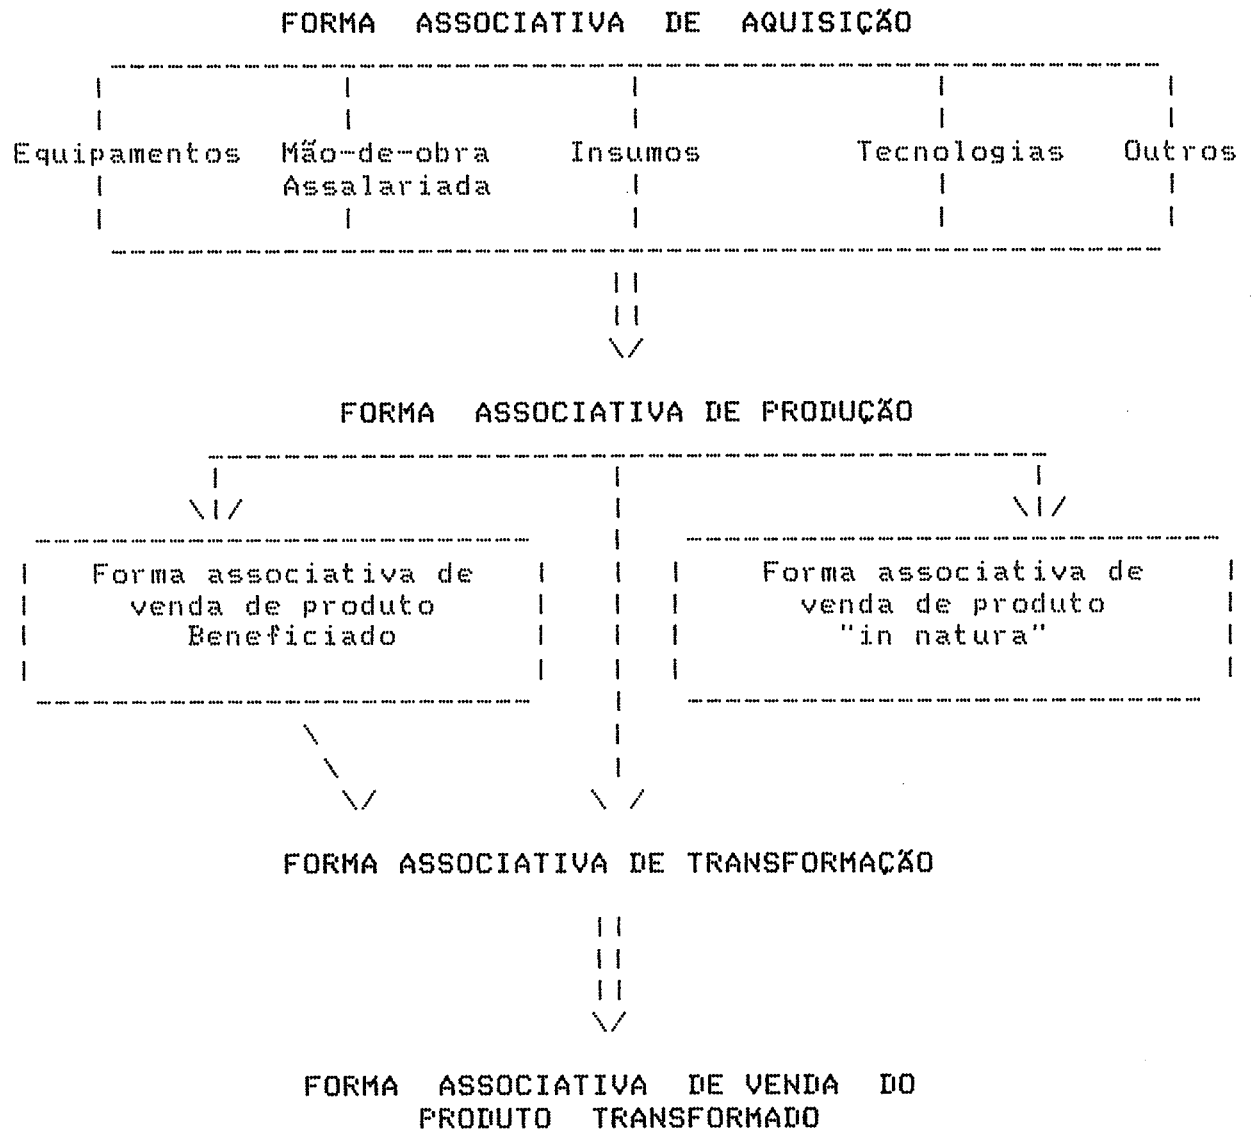 FORMA ASSOCIATIVA DE AQUISIÇÃO
Equipamentos Mão-de-obra Insumos Tecnologias Outros
Assalariada
FORMA ASSOCIATIVA DE PRODUÇÃO
Forma associativa de Forma associativa de
venda de produto venda de produto
Beneficiado "in natura"
FORMA ASSOCIATIVA DE TRANSFORMAÇÃO
FORMA ASSOCIATIVA DE VENDA DO
PRODUTO TRANSFORMADO